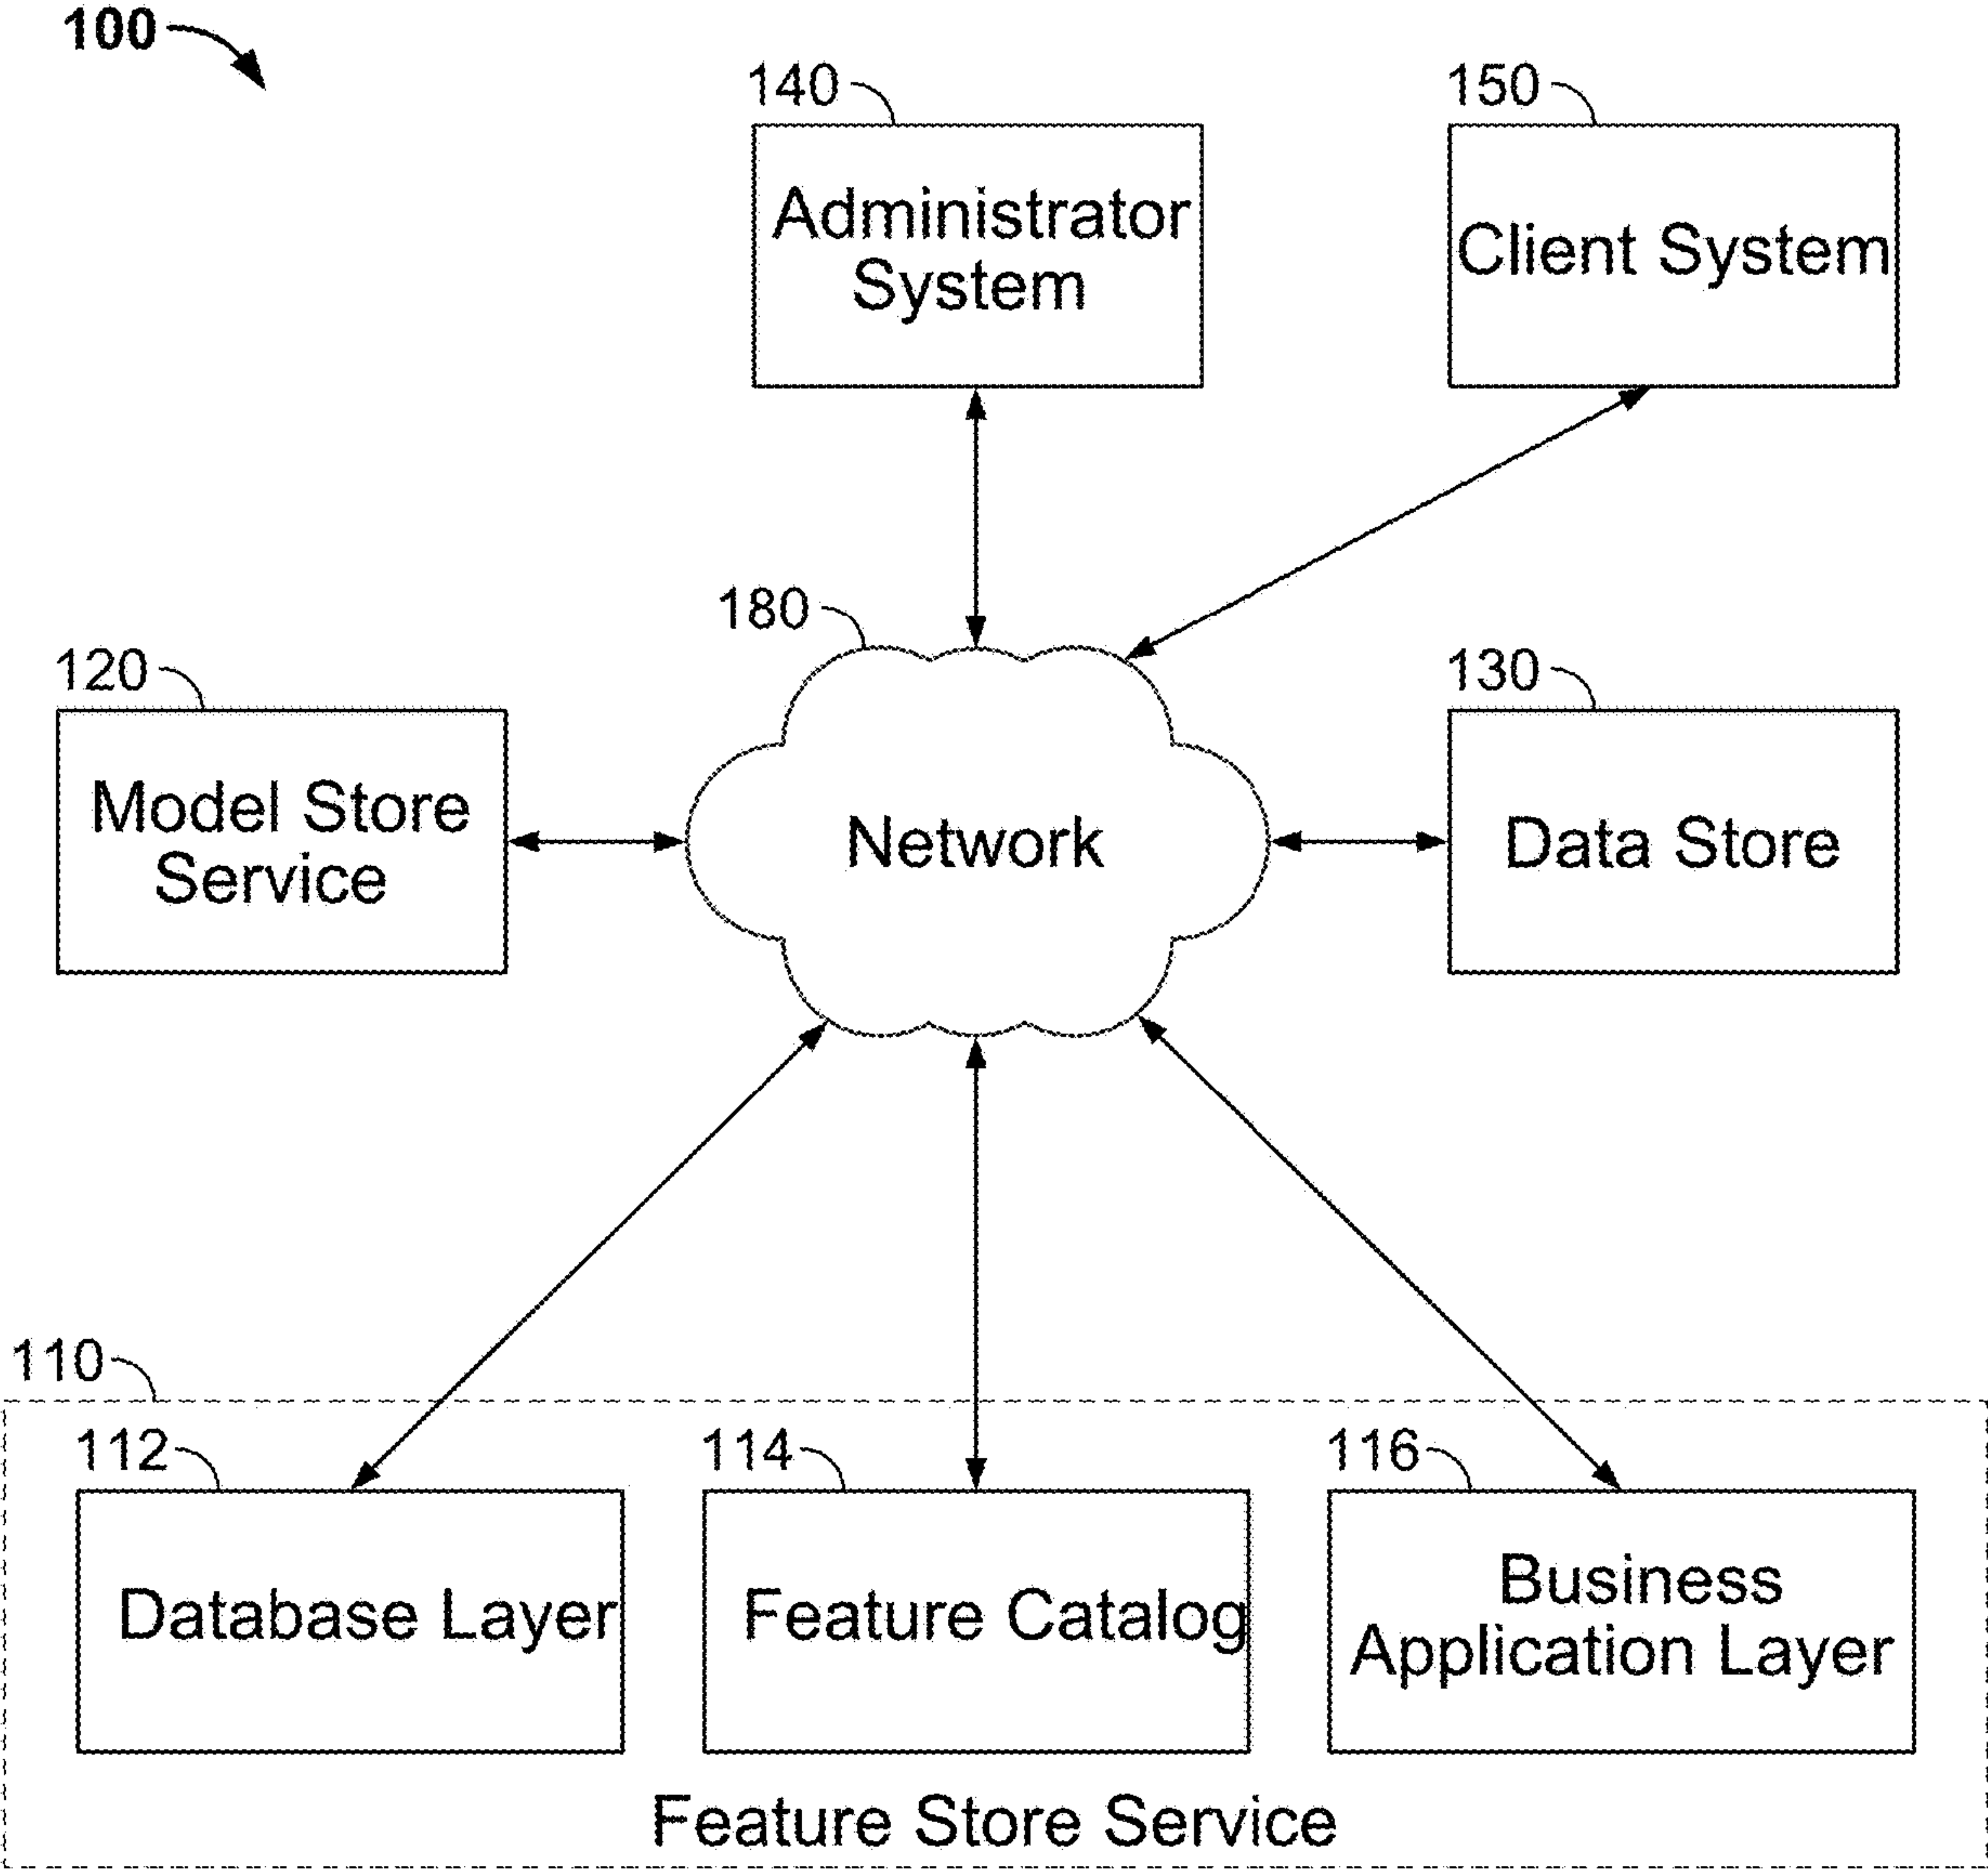 100
140
150
Administrator
System
Client System
180
120
130
Model Store
Service
Network
Data Store
110
112
114
116
Database Layer
Feature Catalog
Business
Application Layer
Feature Store Service